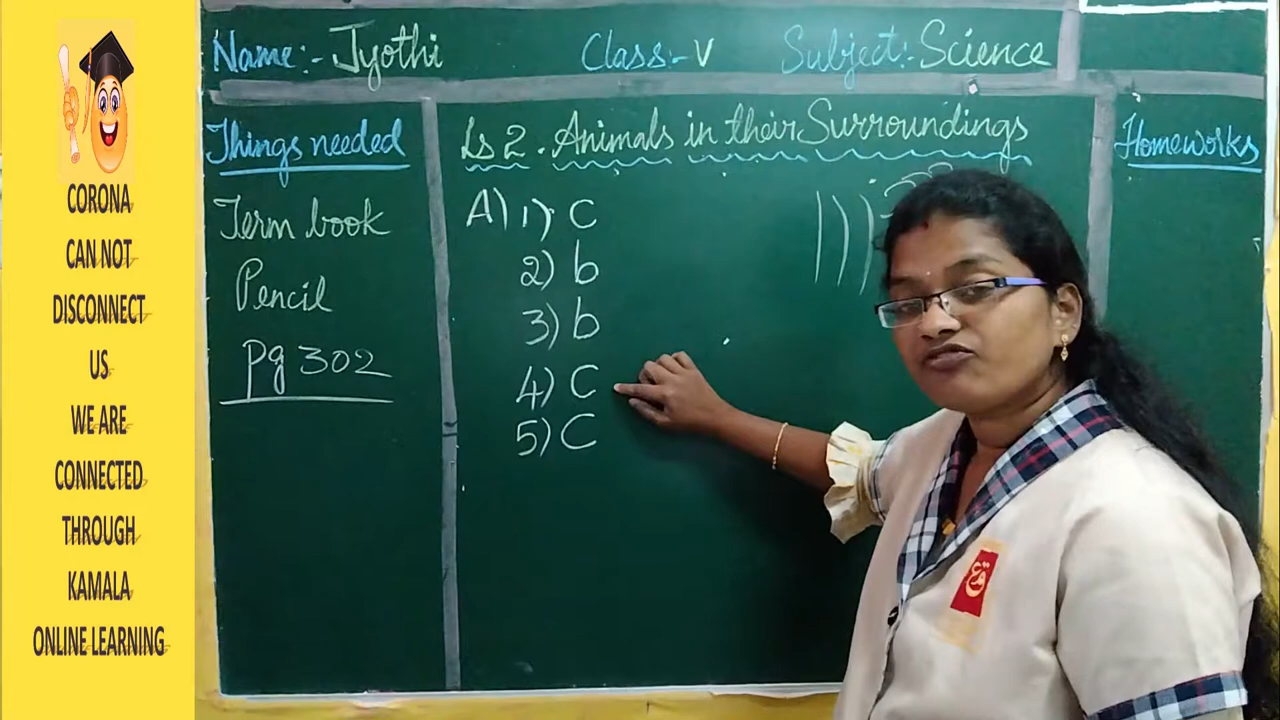 CORONA
CAN NOT
DISCONNECT
US
WE ARE
CONNECTED
THROUGH
KAMALA
ONLINE LEARNING
Name:- Jyothi Class:- V Subject:- Science
Things needed
Term book
Pencil
Pg 302
Ls 2. Animals in their Surroundings
A) 1) C
2) b
3) b
4) C
5) C
Homeworks